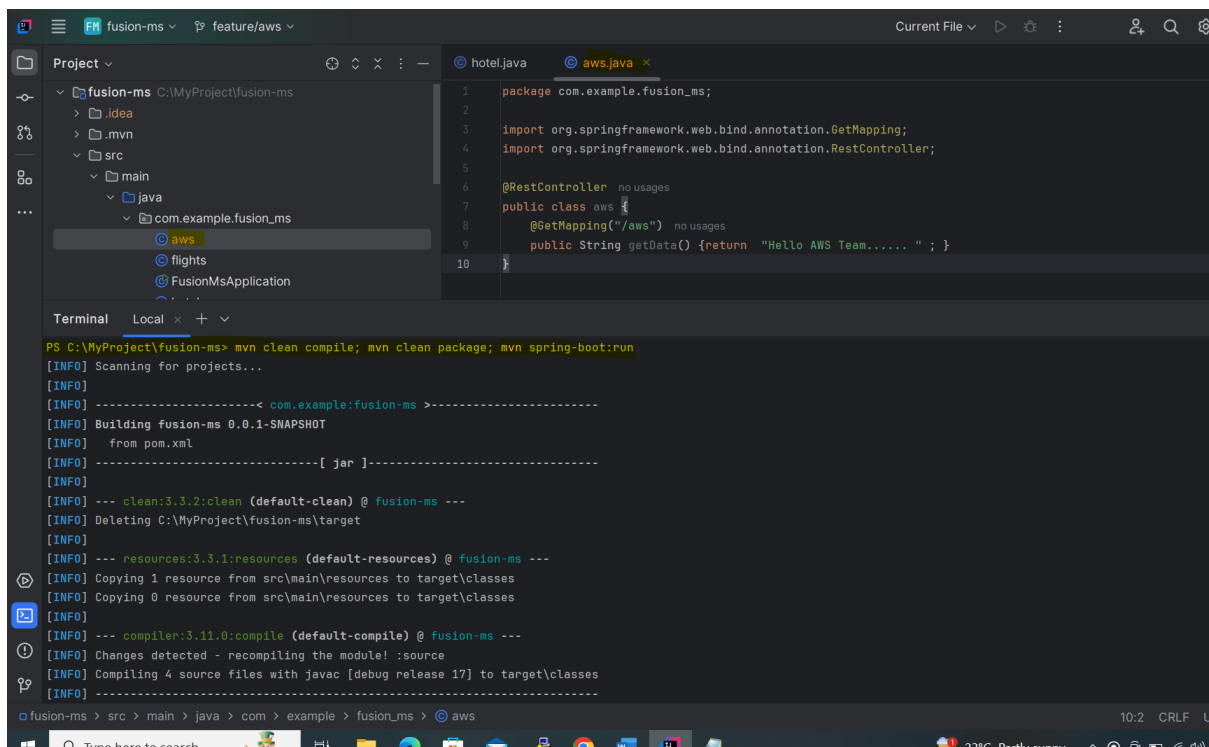 FM fusion-ms feature/aws Current File
Project
hotel.java aws.java
fusion-ms C:\MyProject\fusion-ms
.idea
.mvn
src
main
java
com.example.fusion_ms
aws
flights
FusionMsApplication
1 package com.example.fusion_ms;
2
3 import org.springframework.web.bind.annotation.GetMapping;
4 import org.springframework.web.bind.annotation.RestController;
5
6 @RestController no usages
7 public class aws {
8 @GetMapping("/aws") no usages
9 public String getData() {return "Hello AWS Team...... " ; }
10 }
Terminal Local
PS C:\MyProject\fusion-ms> mvn clean compile; mvn clean package; mvn spring-boot:run
[INFO] Scanning for projects...
[INFO]
[INFO] -----------------------< com.example:fusion-ms >------------------------
[INFO] Building fusion-ms 0.0.1-SNAPSHOT
[INFO] from pom.xml
[INFO] --------------------------------[ jar ]---------------------------------
[INFO]
[INFO] --- clean:3.3.2:clean (default-clean) @ fusion-ms ---
[INFO] Deleting C:\MyProject\fusion-ms\target
[INFO]
[INFO] --- resources:3.3.1:resources (default-resources) @ fusion-ms ---
[INFO] Copying 1 resource from src\main\resources to target\classes
[INFO] Copying 0 resource from src\main\resources to target\classes
[INFO]
[INFO] --- compiler:3.11.0:compile (default-compile) @ fusion-ms ---
[INFO] Changes detected - recompiling the module! :source
[INFO] Compiling 4 source files with javac [debug release 17] to target\classes
[INFO] ------------------------------------------------------------------------
fusion-ms > src > main > java > com > example > fusion_ms > aws 10:2 CRLF
Type here to search 22°C Partly sunny